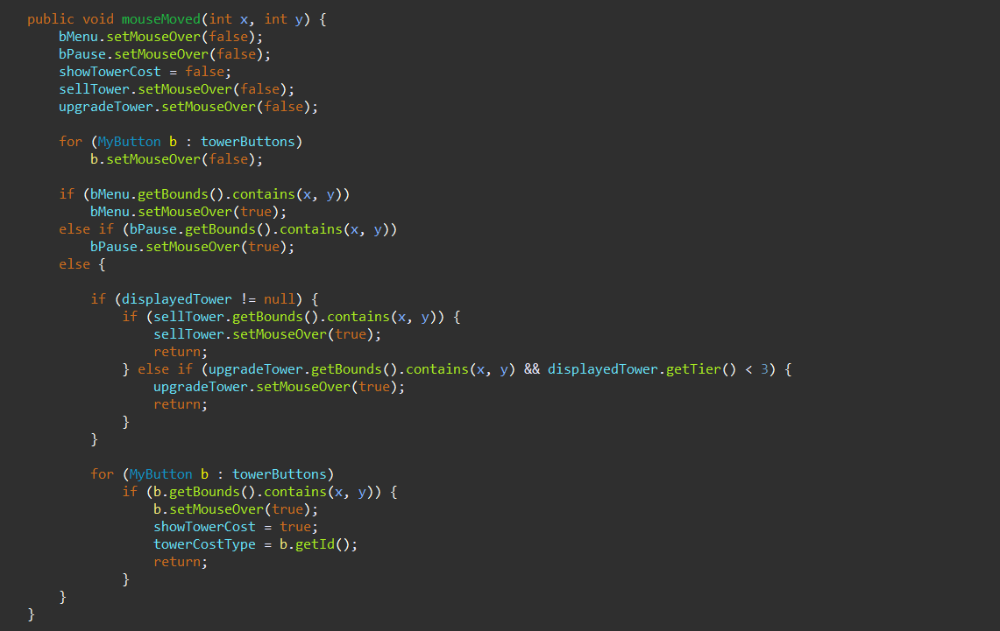 public void mouseMoved(int x, int y) {
    bMenu.setMouseOver(false);
    bPause.setMouseOver(false);
    showTowerCost = false;
    sellTower.setMouseOver(false);
    upgradeTower.setMouseOver(false);

    for (MyButton b : towerButtons)
        b.setMouseOver(false);

    if (bMenu.getBounds().contains(x, y))
        bMenu.setMouseOver(true);
    else if (bPause.getBounds().contains(x, y))
        bPause.setMouseOver(true);
    else {

        if (displayedTower != null) {
            if (sellTower.getBounds().contains(x, y)) {
                sellTower.setMouseOver(true);
                return;
            } else if (upgradeTower.getBounds().contains(x, y) && displayedTower.getTier() < 3) {
                upgradeTower.setMouseOver(true);
                return;
            }
        }

        for (MyButton b : towerButtons)
            if (b.getBounds().contains(x, y)) {
                b.setMouseOver(true);
                showTowerCost = true;
                towerCostType = b.getId();
                return;
            }
    }
}